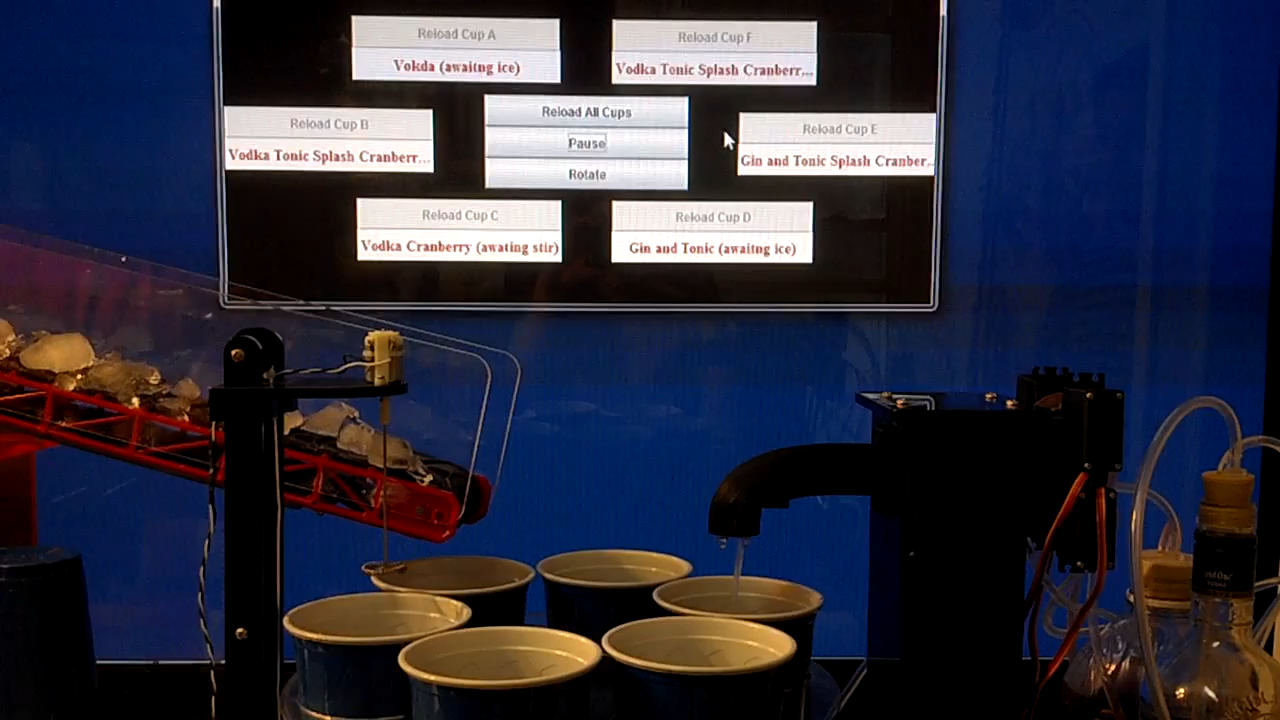 Reload Cup A
Vokda (awaitng ice)
Reload Cup F
Vodka Tonic Splash Cranberr...
Reload Cup B
Vodka Tonic Splash Cranberr...
Reload All Cups
Pause
Rotate
Reload Cup E
Gin and Tonic Splash Cranber..
Reload Cup C
Vodka Cranberry (awating stir)
Reload Cup D
Gin and Tonic (awaitng ice)